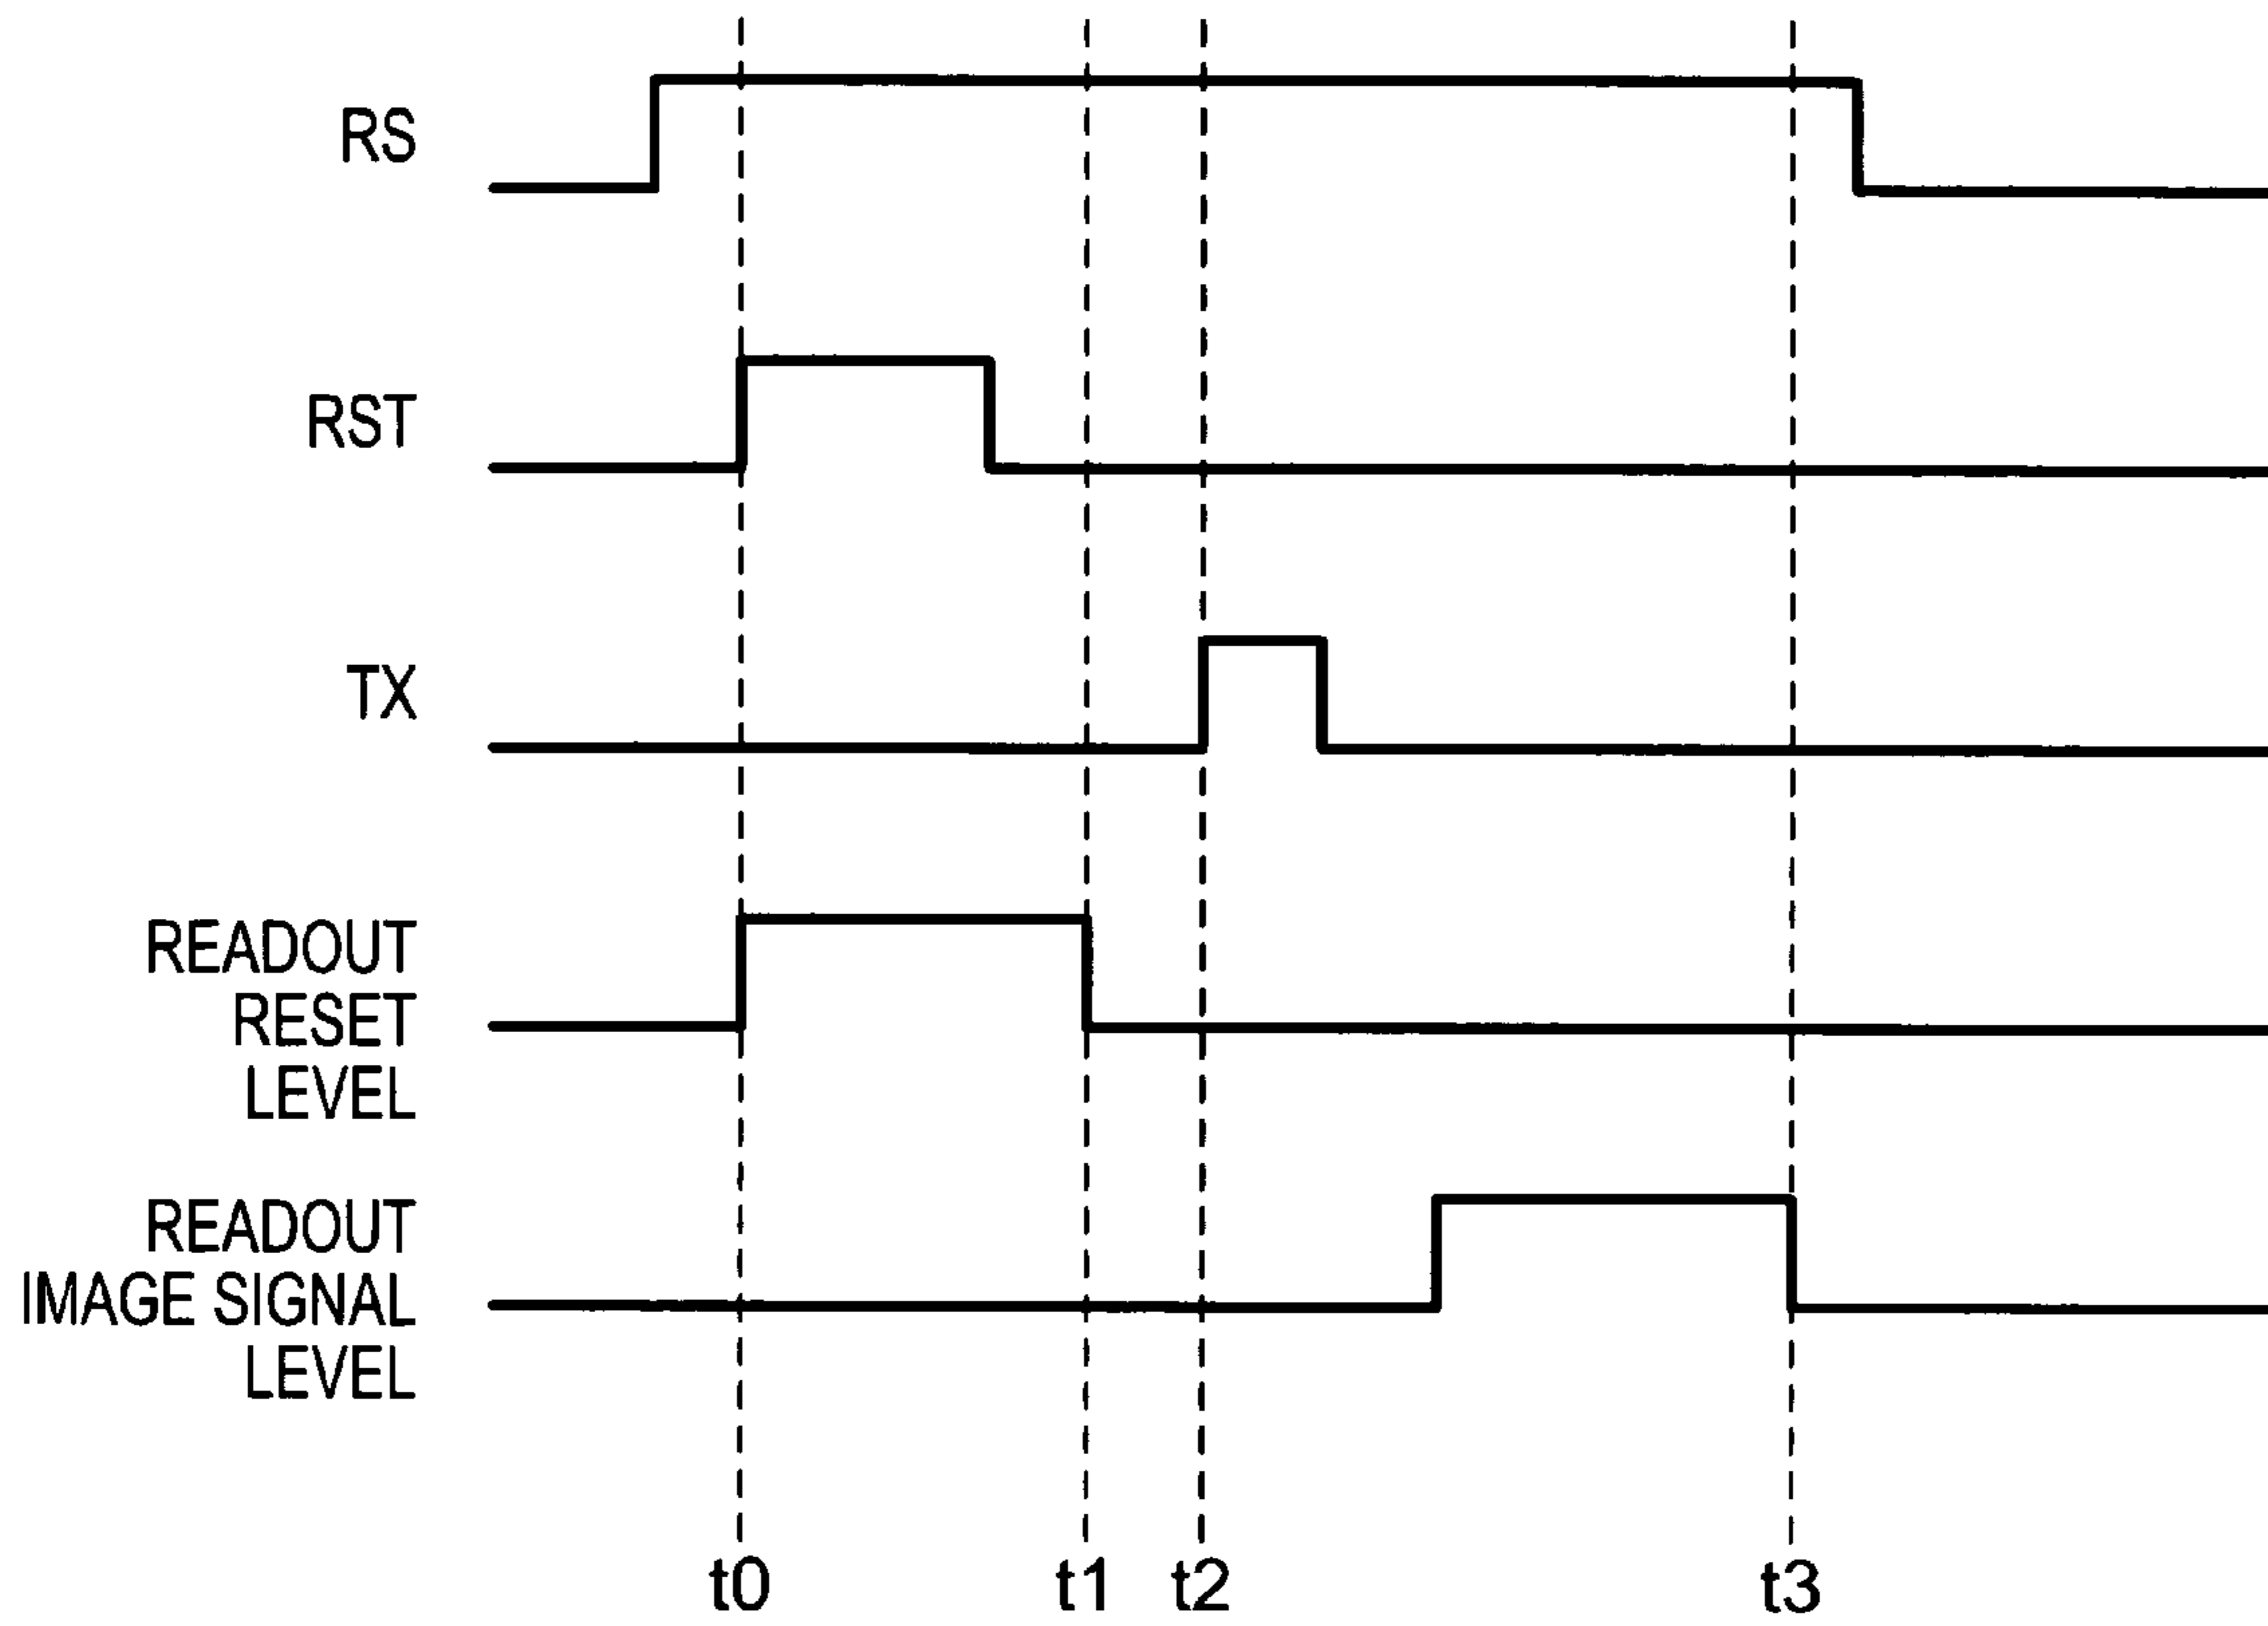 RS
RST
TX
READOUT
RESET
LEVEL
READOUT
IMAGE SIGNAL
LEVEL
t0 t1 t2 t3